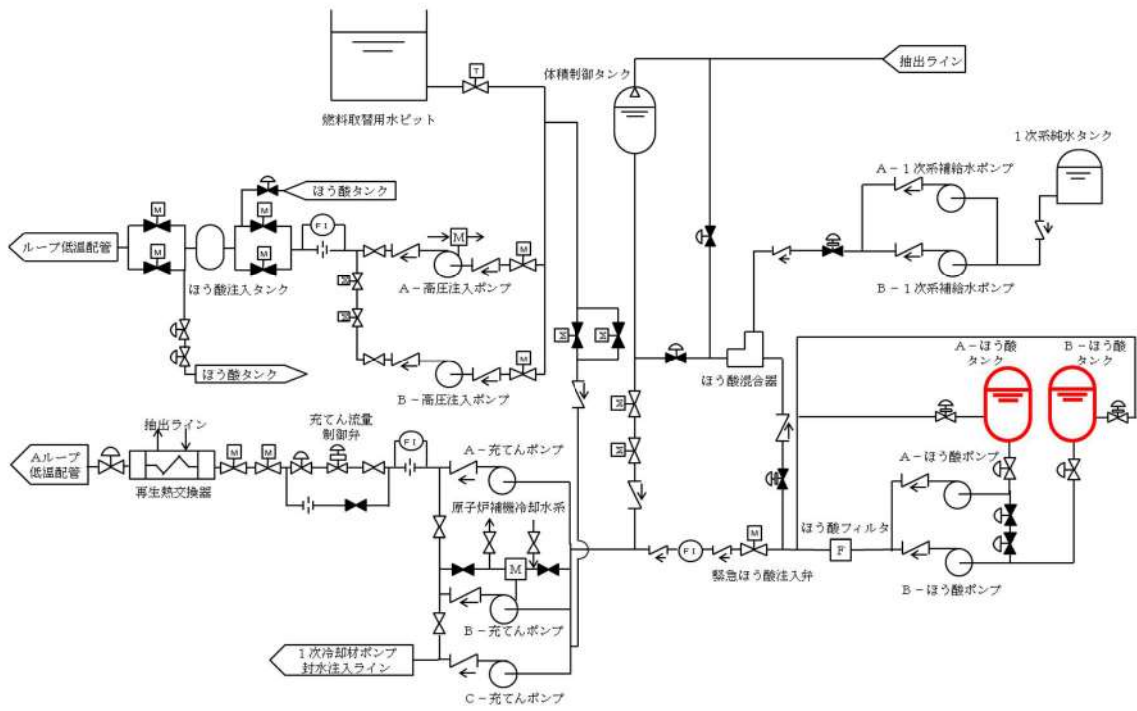 T
体積制御タンク
抽出ライン
燃料取替用水ピット
1次系純水タンク
A-1次系補給水ポンプ
B-1次系補給水ポンプ
ほう酸タンク
M
M
FI
M
M
ループ低温配管
M
M
ほう酸注入タンク
A-高圧注入ポンプ
M
M
M
B-高圧注入ポンプ
ほう酸タンク
M
M
ほう酸混合器
A-ほう酸
タンク
B-ほう酸
タンク
M
M
抽出ライン
充てん流量
制御弁
FI
A-充てんポンプ
Aループ
低温配管
M
M
再生熱交換器
原子炉補機冷却水系
M
B-充てんポンプ
1次冷却材ポンプ
封水注入ライン
C-充てんポンプ
FI
M
緊急ほう酸注入弁
ほう酸フィルタ
F
A-ほう酸ポンプ
B-ほう酸ポンプ